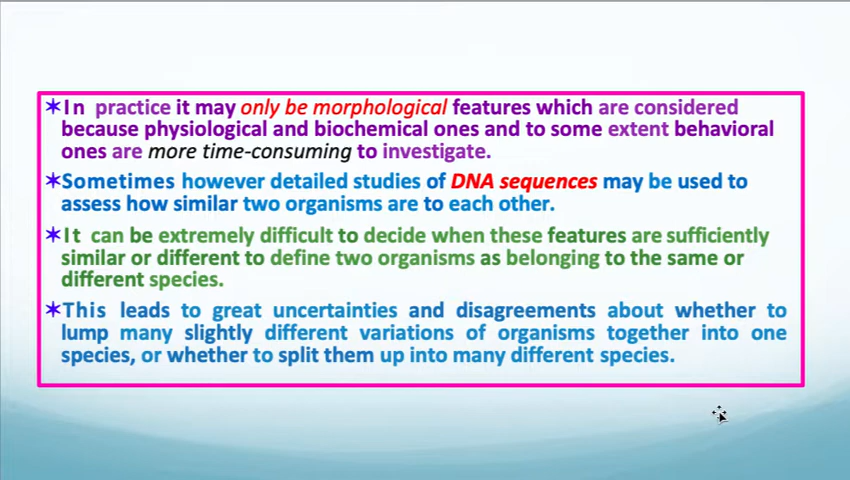 ✶In practice it may only be morphological features which are considered
because physiological and biochemical ones and to some extent behavioral
ones are more time-consuming to investigate.
✶Sometimes however detailed studies of DNA sequences may be used to
assess how similar two organisms are to each other.
✶It can be extremely difficult to decide when these features are sufficiently
similar or different to define two organisms as belonging to the same or
different species.
✶This leads to great uncertainties and disagreements about whether to
lump many slightly different variations of organisms together into one
species, or whether to split them up into many different species.